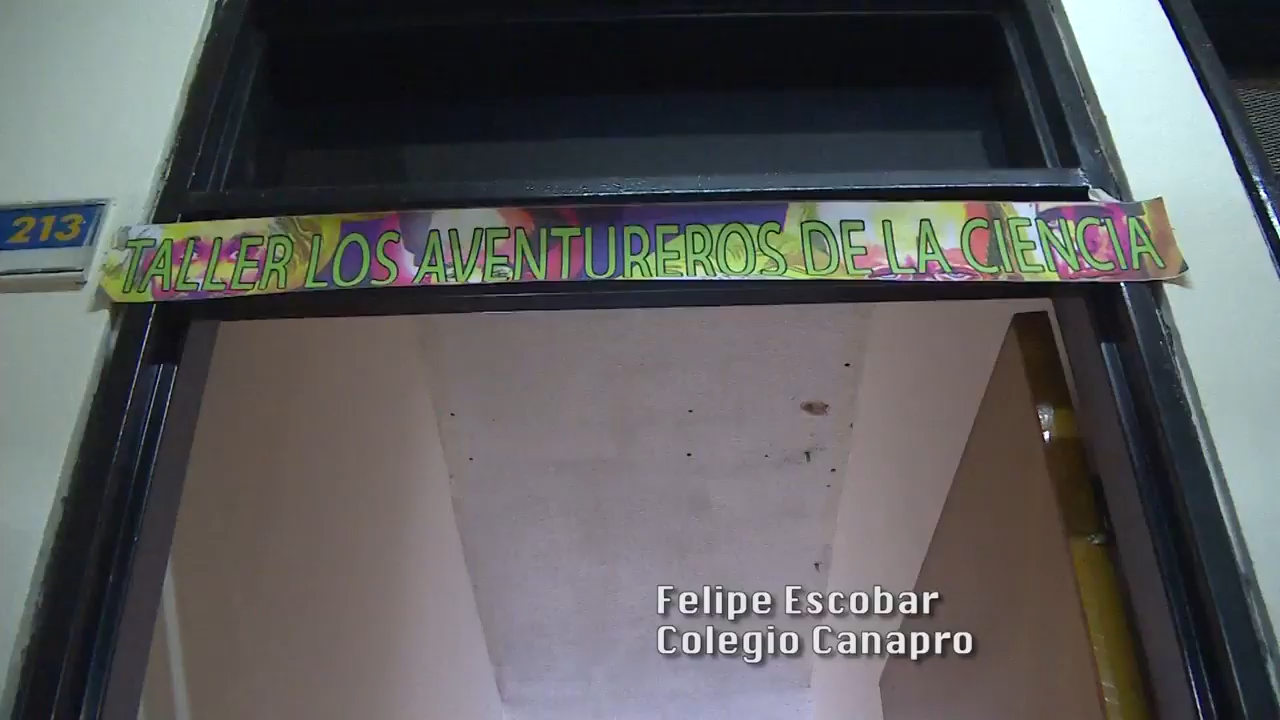 213
TALLER LOS AVENTUREROS DE LA CIENCIA
Felipe Escobar
Colegio Canapro